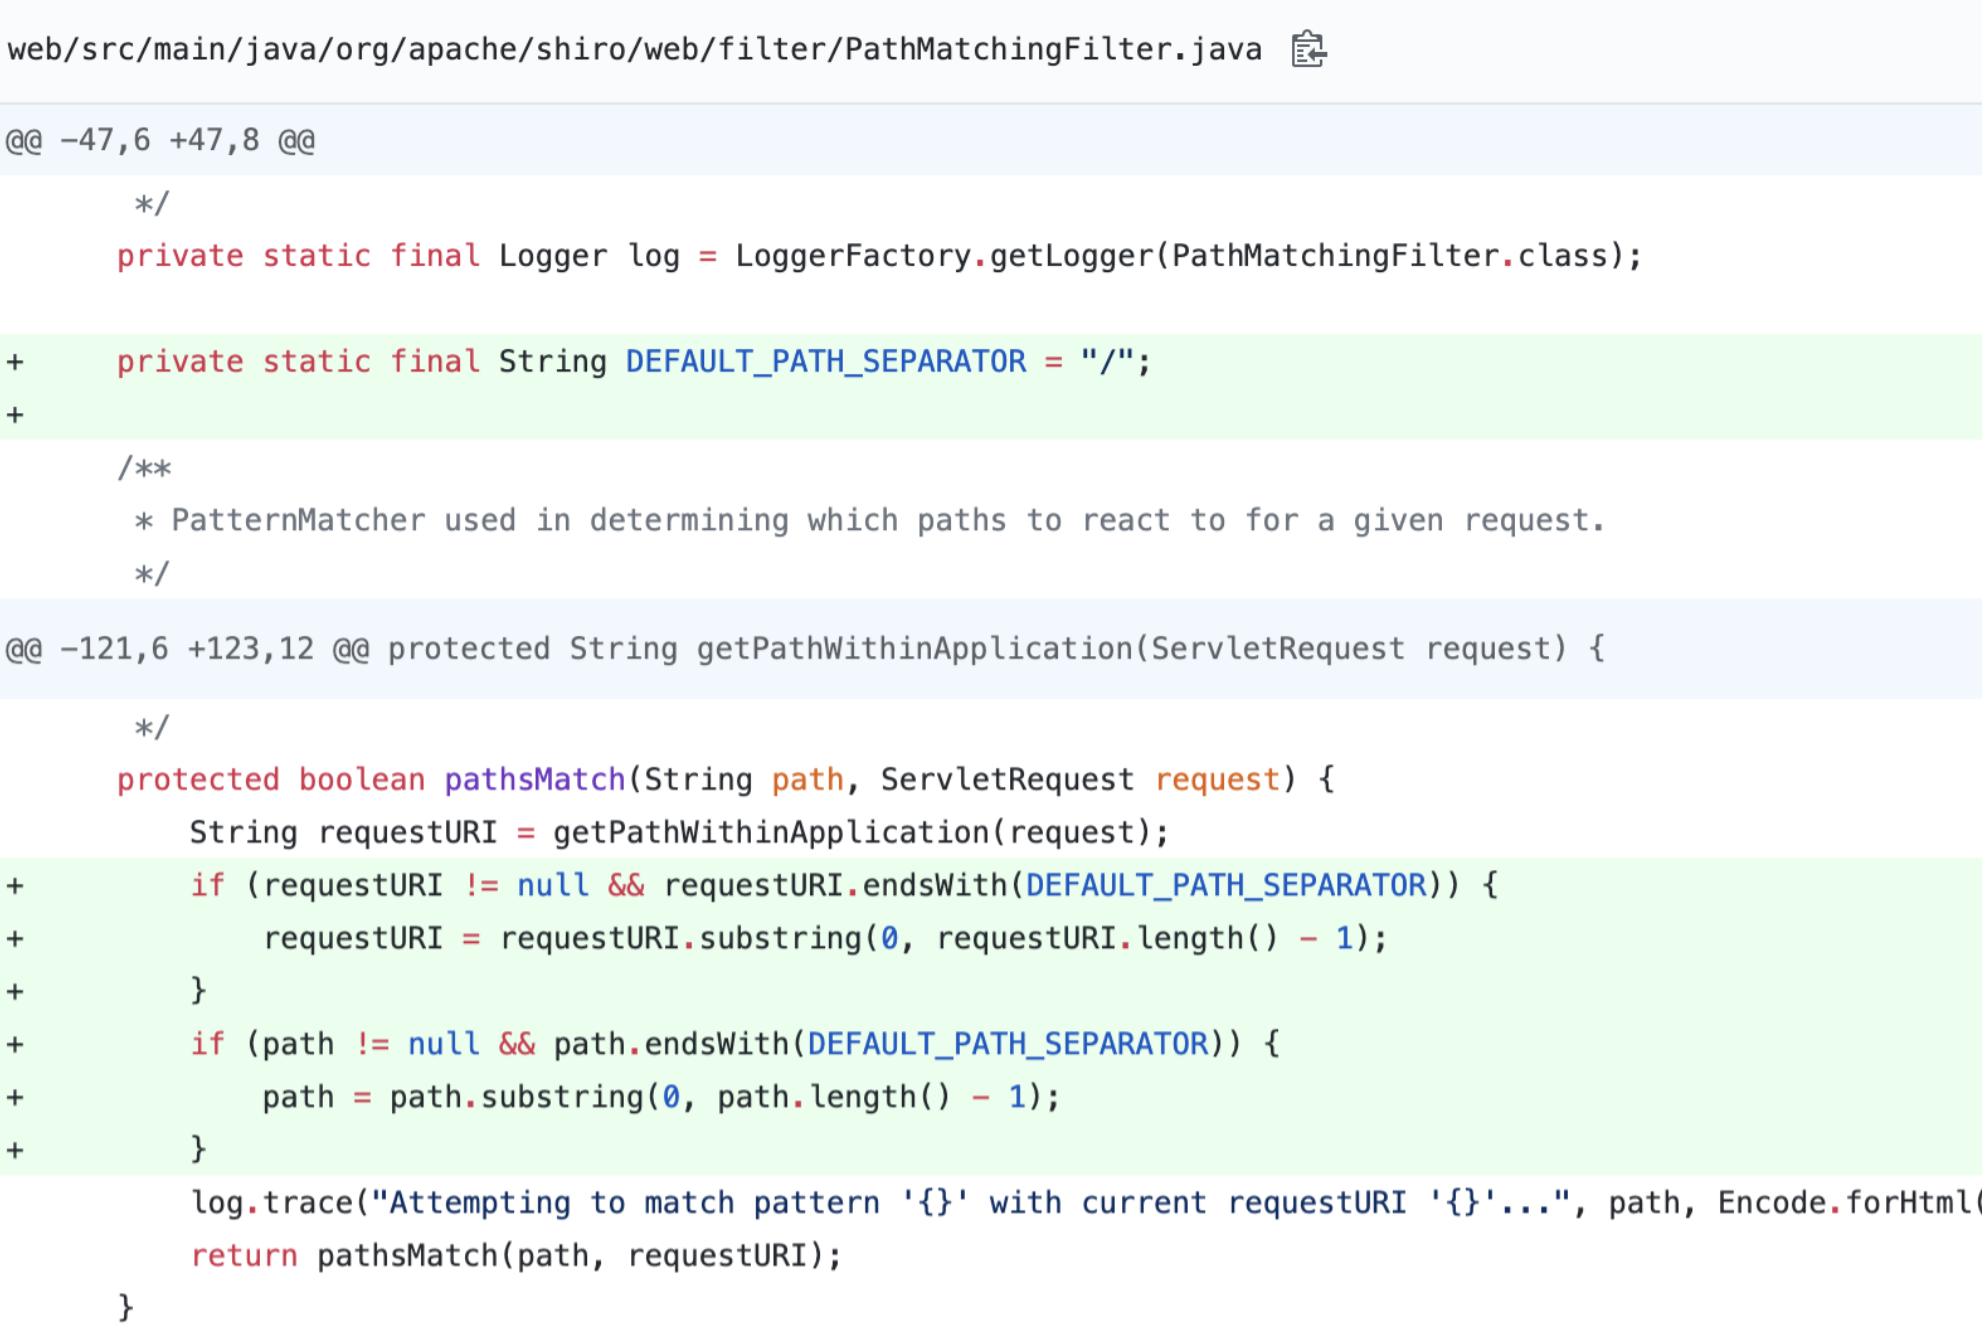 web/src/main/java/org/apache/shiro/web/filter/PathMatchingFilter.java
@@ -47,6 +47,8 @@
*/
private static final Logger log = LoggerFactory.getLogger(PathMatchingFilter.class);
+ private static final String DEFAULT_PATH_SEPARATOR = "/";
+
/**
* PatternMatcher used in determining which paths to react to for a given request.
*/
@@ -121,6 +123,12 @@ protected String getPathWithinApplication(ServletRequest request) {
*/
protected boolean pathsMatch(String path, ServletRequest request) {
String requestURI = getPathWithinApplication(request);
+ if (requestURI != null && requestURI.endsWith(DEFAULT_PATH_SEPARATOR)) {
+ requestURI = requestURI.substring(0, requestURI.length() - 1);
+ }
+ if (path != null && path.endsWith(DEFAULT_PATH_SEPARATOR)) {
+ path = path.substring(0, path.length() - 1);
+ }
log.trace("Attempting to match pattern '{}' with current requestURI '{}'...", path, Encode.forHtml(
return pathsMatch(path, requestURI);
}